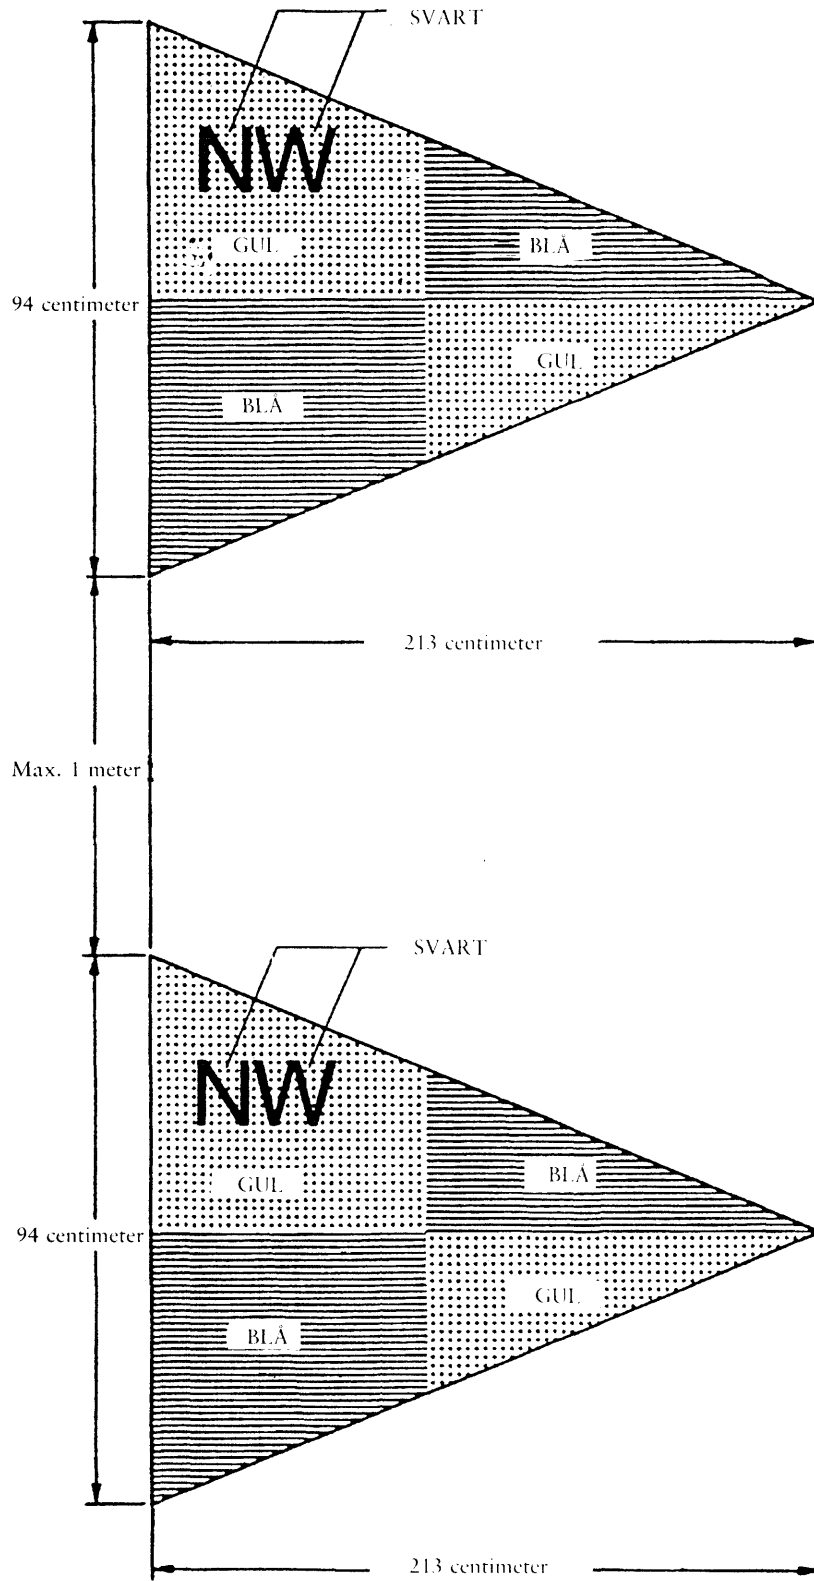 SVART
NW
GUL
BLÅ
94 centimeter
GUL
BLÅ
213 centimeter
Max. 1 meter
SVART
NW
GUL
BLÅ
94 centimeter
GUL
BLÅ
213 centimeter